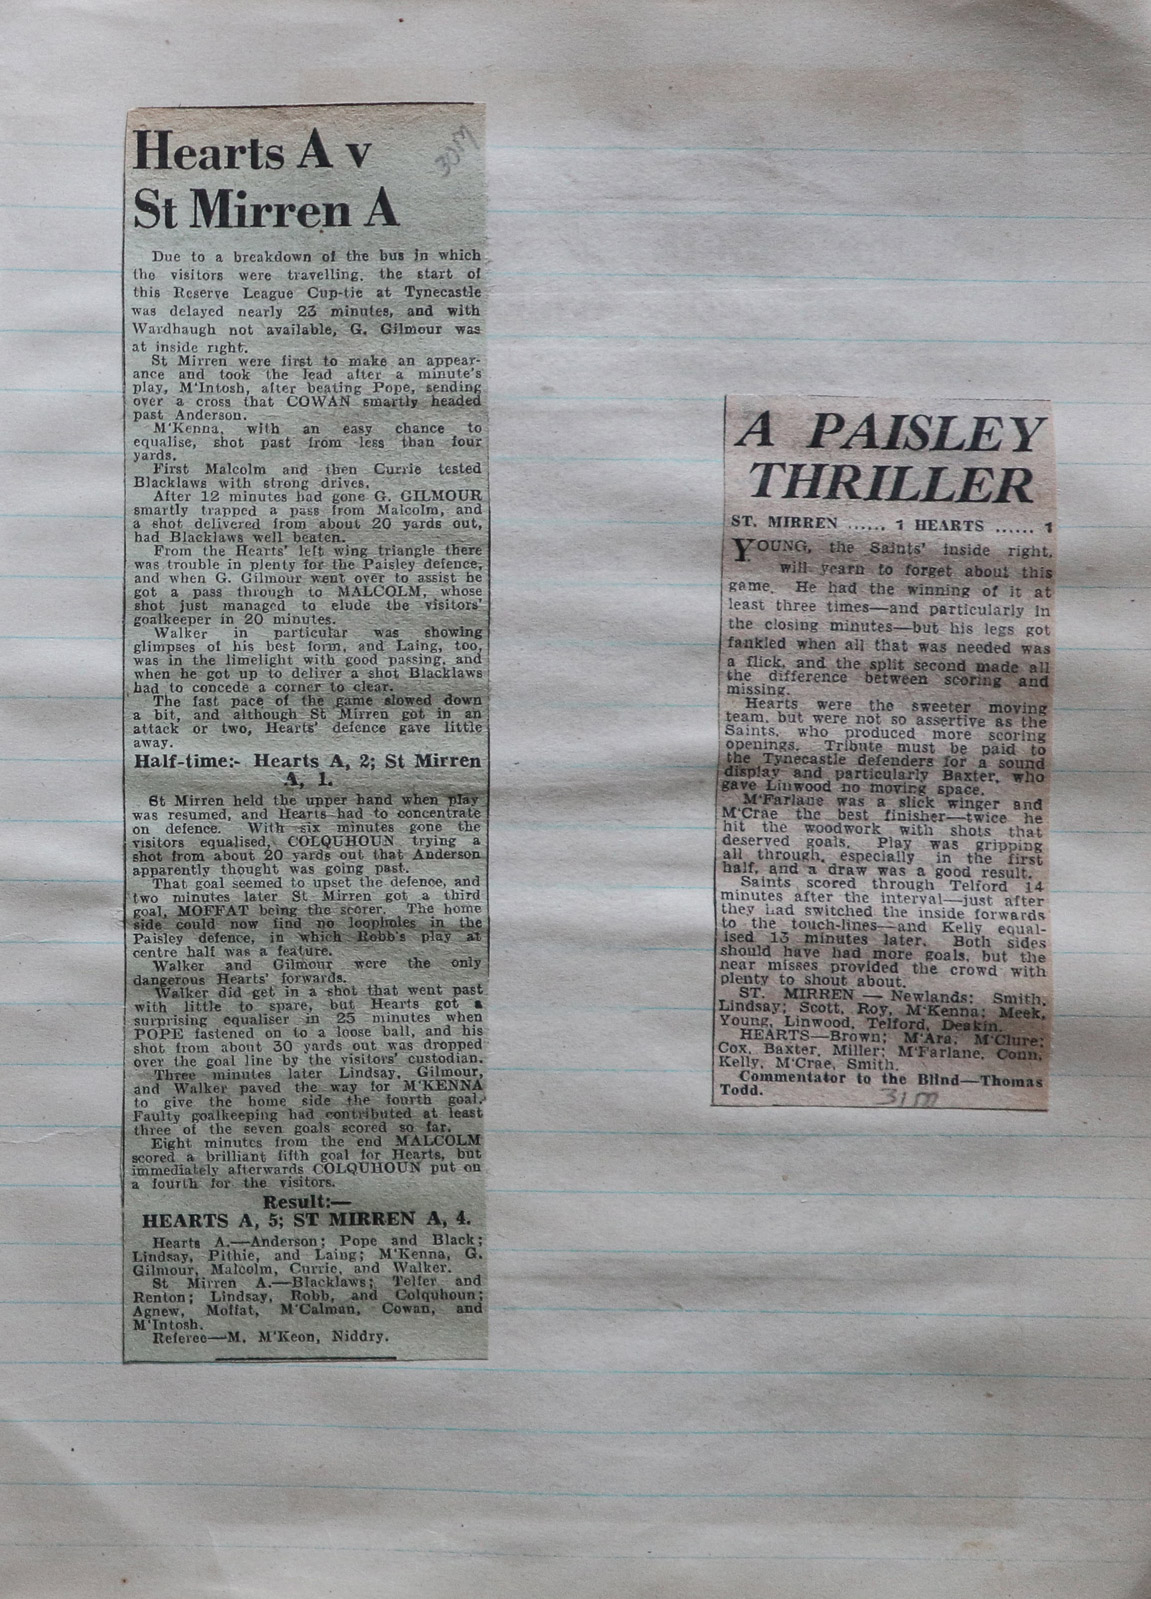 Hearts A v
St Mirren A
30M
Due to a breakdown of the bus in which
the visitors were travelling, the start of
this Reserve League Cup-tie at Tynecastle
was delayed nearly 23 minutes, and with
Wardhaugh not available, G. Gilmour was
at inside right.
St Mirren were first to make an appear-
ance and took the lead after a minute's
play, M'Intosh, after beating Pope, sending
over a cross that COWAN smartly headed
past Anderson.
M'Kenna, with an easy chance to
equalise, shot past from less than four
yards.
First Malcolm and then Currie tested
Blacklaws with strong drives.
After 12 minutes had gone G. GILMOUR
smartly trapped a pass from Malcolm, and
a shot delivered from about 20 yards out,
had Blacklaws well beaten.
From the Hearts' left wing triangle there
was trouble in plenty for the Paisley defence,
and when G. Gilmour went over to assist he
got a pass through to MALCOLM, whose
shot just managed to elude the visitors'
goalkeeper in 20 minutes.
Walker in particular was showing
glimpses of his best form, and Laing, too,
was in the limelight with good passing, and
when he got up to deliver a shot Blacklaws
had to concede a corner to clear.
The fast pace of the game slowed down
a bit, and although St Mirren got in an
attack or two, Hearts' defence gave little
away.
Half-time:- Hearts A, 2; St Mirren
A, 1.
St Mirren held the upper hand when play
was resumed, and Hearts had to concentrate
on defence. With six minutes gone the
visitors equalised, COLQUHOUN trying a
shot from about 20 yards out that Anderson
apparently thought was going past.
That goal seemed to upset the defence, and
two minutes later St Mirren got a third
goal, MOFFAT being the scorer. The home
side could now find no loopholes in the
Paisley defence, in which Robb's play at
centre half was a feature.
Walker and Gilmour were the only
dangerous Hearts' forwards.
Walker did get in a shot that went past
with little to spare, but Hearts got a
surprising equaliser in 25 minutes when
POPE fastened on to a loose ball, and his
shot from about 30 yards out was dropped
over the goal line by the visitors' custodian.
Three minutes later Lindsay, Gilmour,
and Walker paved the way for M'KENNA
to give the home side the fourth goal.
Faulty goalkeeping had contributed at least
three of the seven goals scored so far.
Eight minutes from the end MALCOLM
scored a brilliant fifth goal for Hearts, but
immediately afterwards COLQUHOUN put on
a fourth for the visitors.
Result:—
HEARTS A, 5; ST MIRREN A, 4.
Hearts A.—Anderson; Pope and Black;
Lindsay, Pithie, and Laing; M'Kenna, G.
Gilmour, Malcolm, Currie, and Walker.
St Mirren A.—Blacklaws; Telfer and
Renton; Lindsay, Robb, and Colquhoun;
Agnew, Moffat, M'Calman, Cowan, and
M'Intosh.
Referee—M. M'Keon, Niddry.
A PAISLEY
THRILLER
ST. MIRREN ...... 1 HEARTS ...... 1
YOUNG, the Saints' inside right,
will yearn to forget about this
game. He had the winning of it at
least three times—and particularly in
the closing minutes—but his legs got
fankled when all that was needed was
a flick, and the split second made all
the difference between scoring and
missing.
Hearts were the sweeter moving
team, but were not so assertive as the
Saints, who produced more scoring
openings. Tribute must be paid to
the Tynecastle defenders for a sound
display and particularly Baxter, who
gave Linwood no moving space.
M'Farlane was a slick winger and
M'Crae the best finisher—twice he
hit the woodwork with shots that
deserved goals. Play was gripping
all through, especially in the first
half, and a draw was a good result.
Saints scored through Telford 14
minutes after the interval—just after
they had switched the inside forwards
to the touch-lines—and Kelly equal-
ised 13 minutes later. Both sides
should have had more goals, but the
near misses provided the crowd with
plenty to shout about.
ST. MIRREN — Newlands; Smith,
Lindsay; Scott, Roy, M'Kenna; Meek,
Young, Linwood, Telford, Deakin.
HEARTS—Brown; M'Ara, M'Clure;
Cox, Baxter, Miller; M'Farlane, Conn,
Kelly, M'Crae, Smith.
Commentator to the Blind—Thomas
Todd.
31M